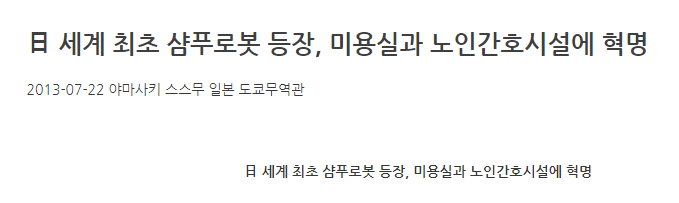 日 세계 최초 샴푸로봇 등장, 미용실과 노인간호시설에 혁명
2013-07-22 야마사키 스스무 일본 도쿄무역관
日 세계 최초 샴푸로봇 등장, 미용실과 노인간호시설에 혁명